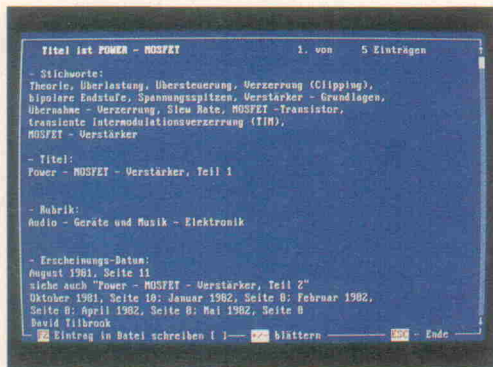 Titel ist POWER - MOSFET 1. von 5 Einträgen
- Stichworte:
Theorie, Überlastung, Übersteuerung, Verzerrung (Clipping),
bipolare Endstufe, Spannungsspitzen, Verstärker - Grundlagen,
Übernahme - Verzerrung, Slew Rate, MOSFET -Transistor,
transiente Intermodulationsverzerrung (TIM),
MOSFET - Verstärker
- Titel:
Power - MOSFET - Verstärker, Teil 1
- Rubrik:
Audio - Geräte und Musik - Elektronik
- Erscheinungs-Datum:
August 1981, Seite 11
siehe auch "Power - MOSFET - Verstärker, Teil 2"
Oktober 1981, Seite 10; Januar 1982, Seite 8; Februar 1982,
Seite 8; April 1982, Seite 8; Mai 1982, Seite 8
David Tilbrook
F2 Eintrag in Datei schreiben [ ] +/- blättern ESC - Ende